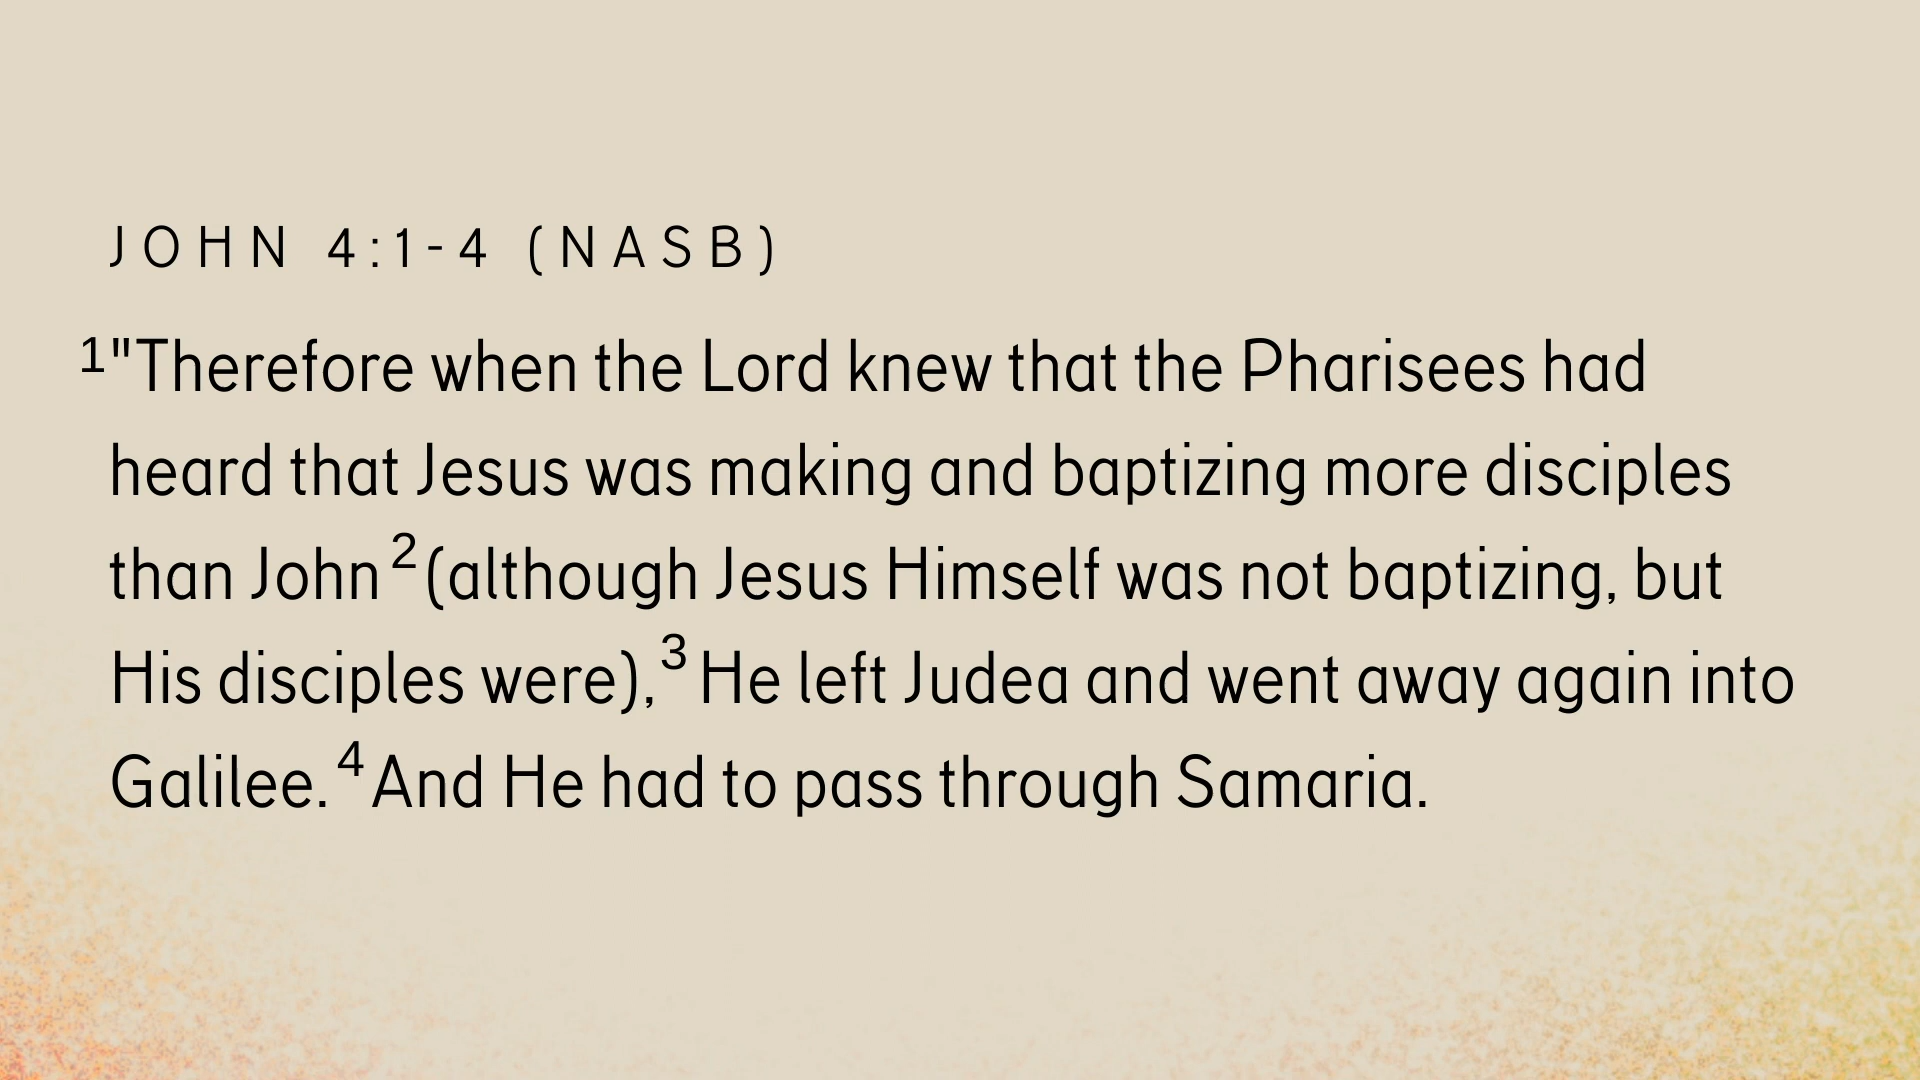 JOHN 4:1-4 (NASB)
¹"Therefore when the Lord knew that the Pharisees had
heard that Jesus was making and baptizing more disciples
than John ²(although Jesus Himself was not baptizing, but
His disciples were),³ He left Judea and went away again into
Galilee. ⁴And He had to pass through Samaria.